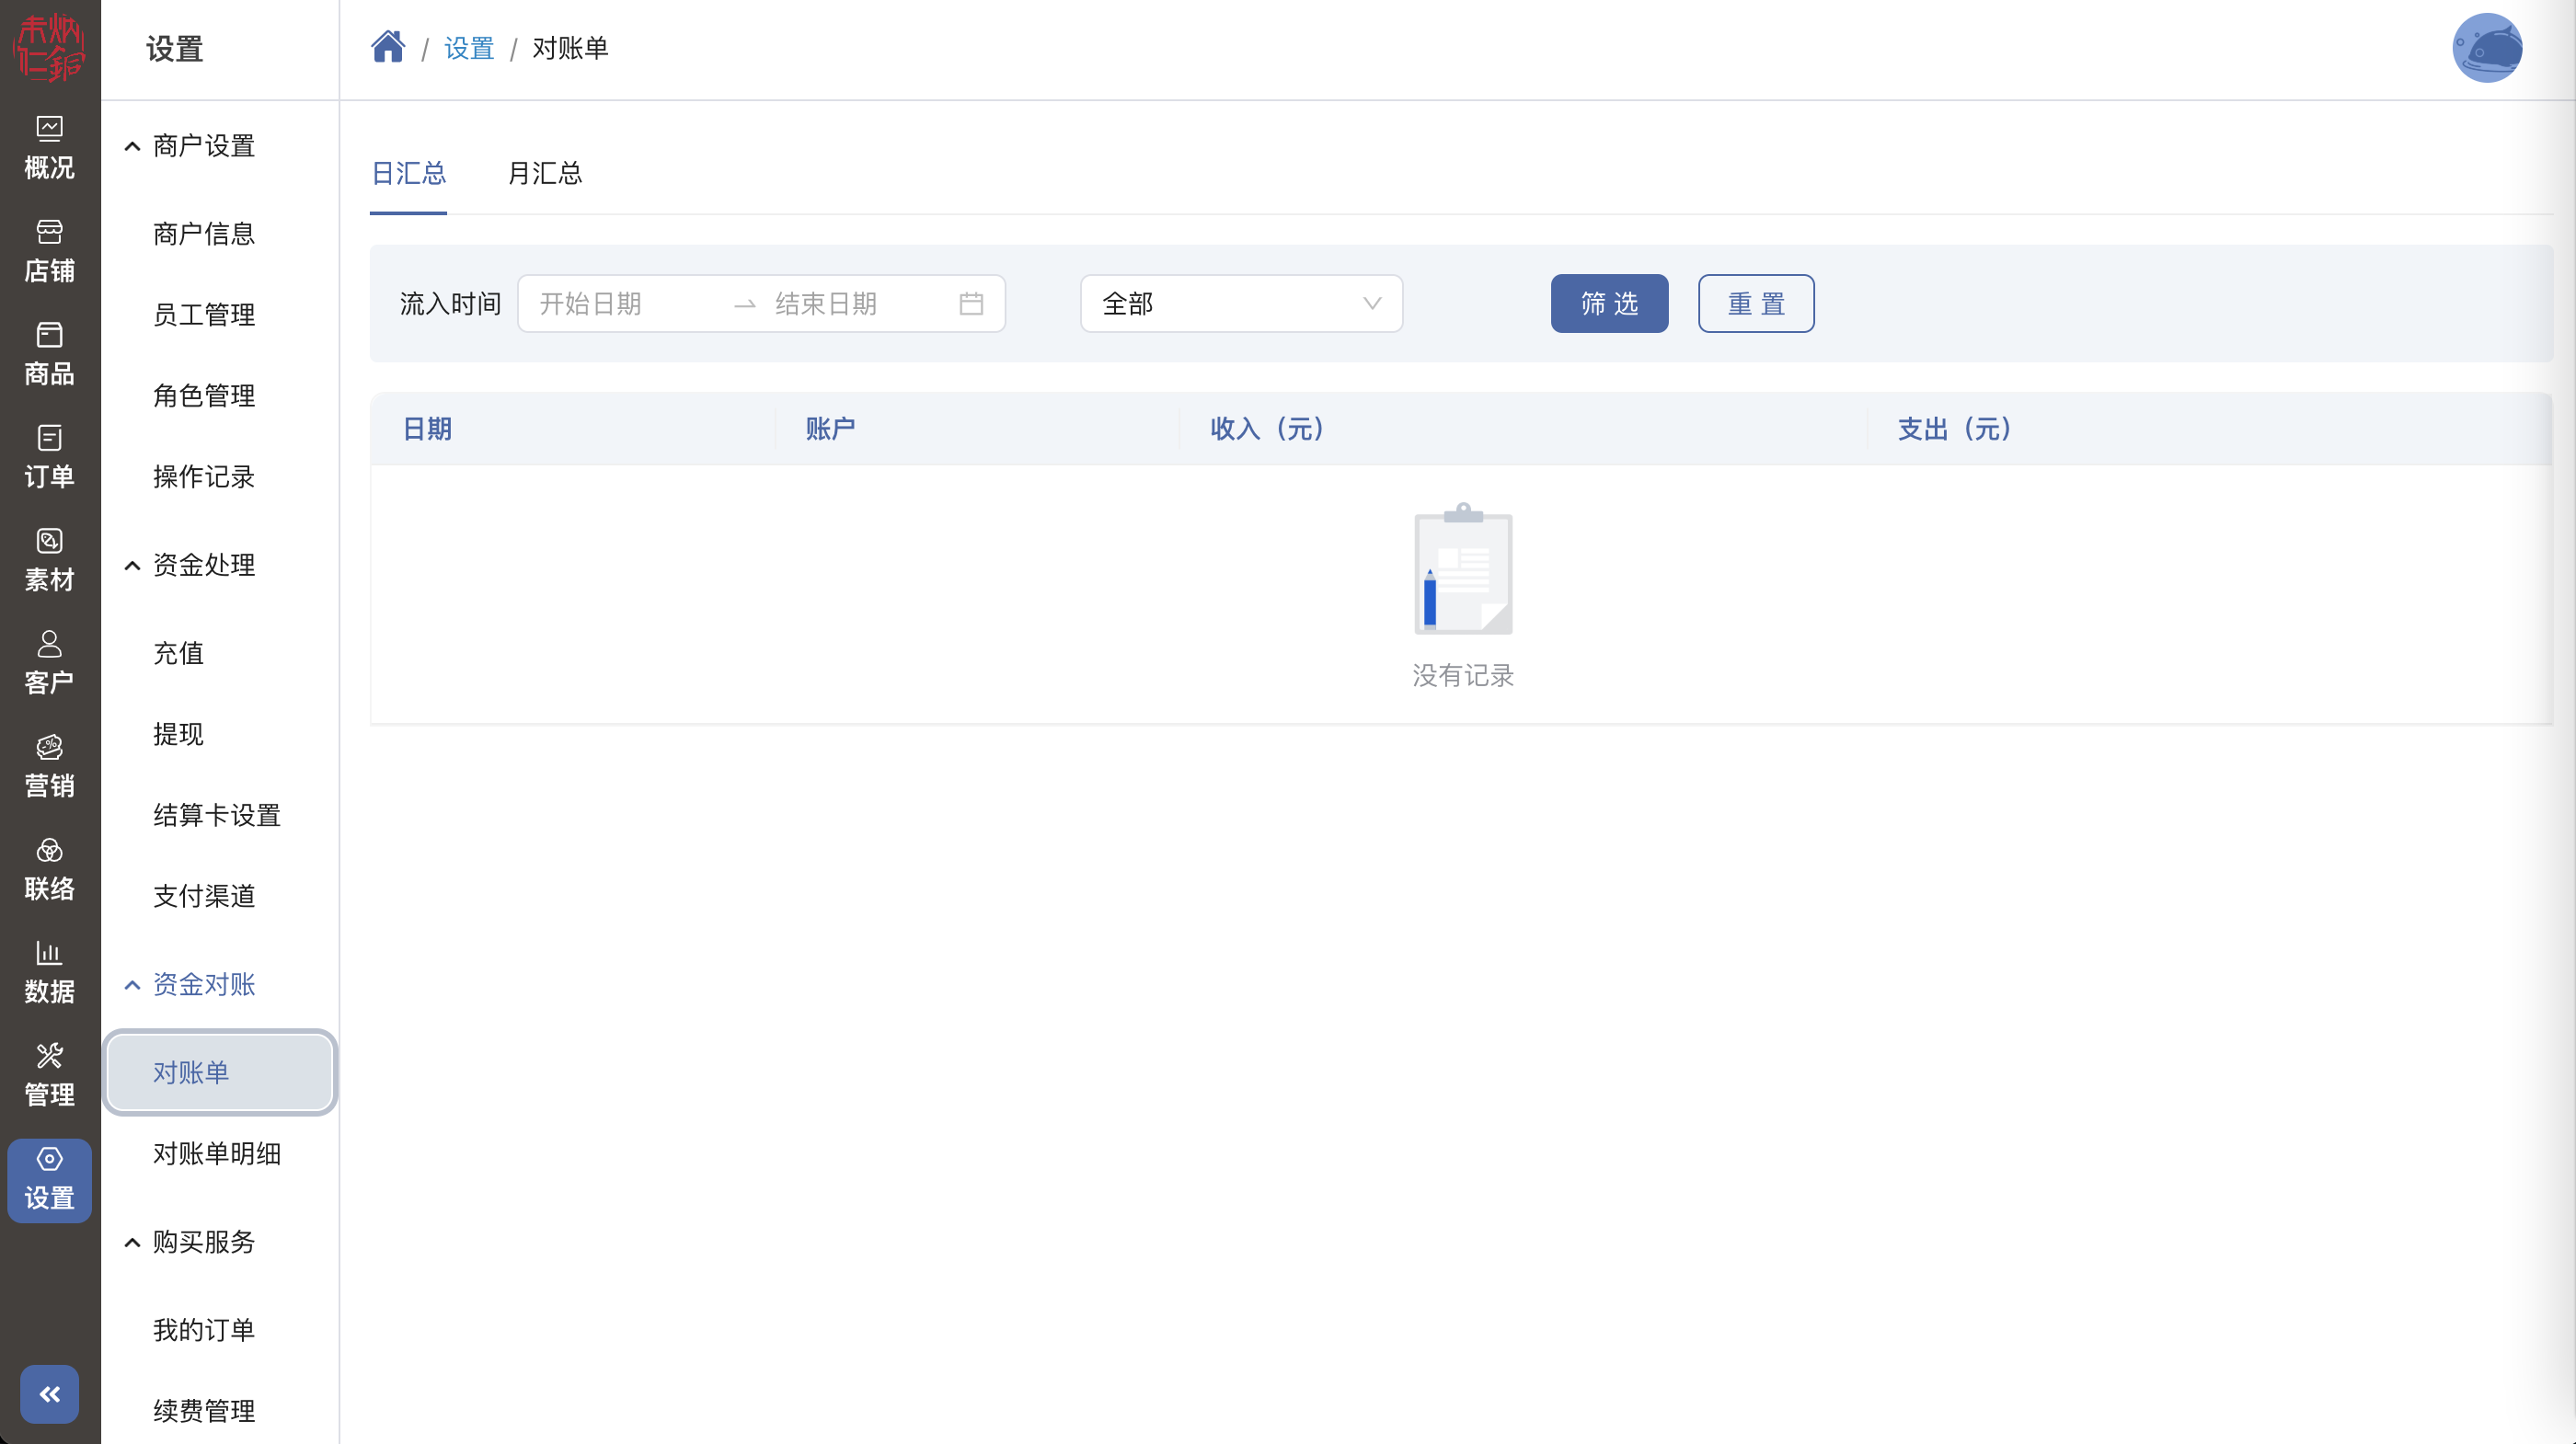 概况
店铺
商品
订单
素材
客户
营销
联络
数据
管理
设置
设置
商户设置
商户信息
员工管理
角色管理
操作记录
资金处理
充值
提现
结算卡设置
支付渠道
资金对账
对账单
对账单明细
购买服务
我的订单
续费管理
/ 设置 / 对账单
日汇总 月汇总
流入时间 开始日期 结束日期 全部 筛选 重置
日期 账户 收入（元） 支出（元）
没有记录